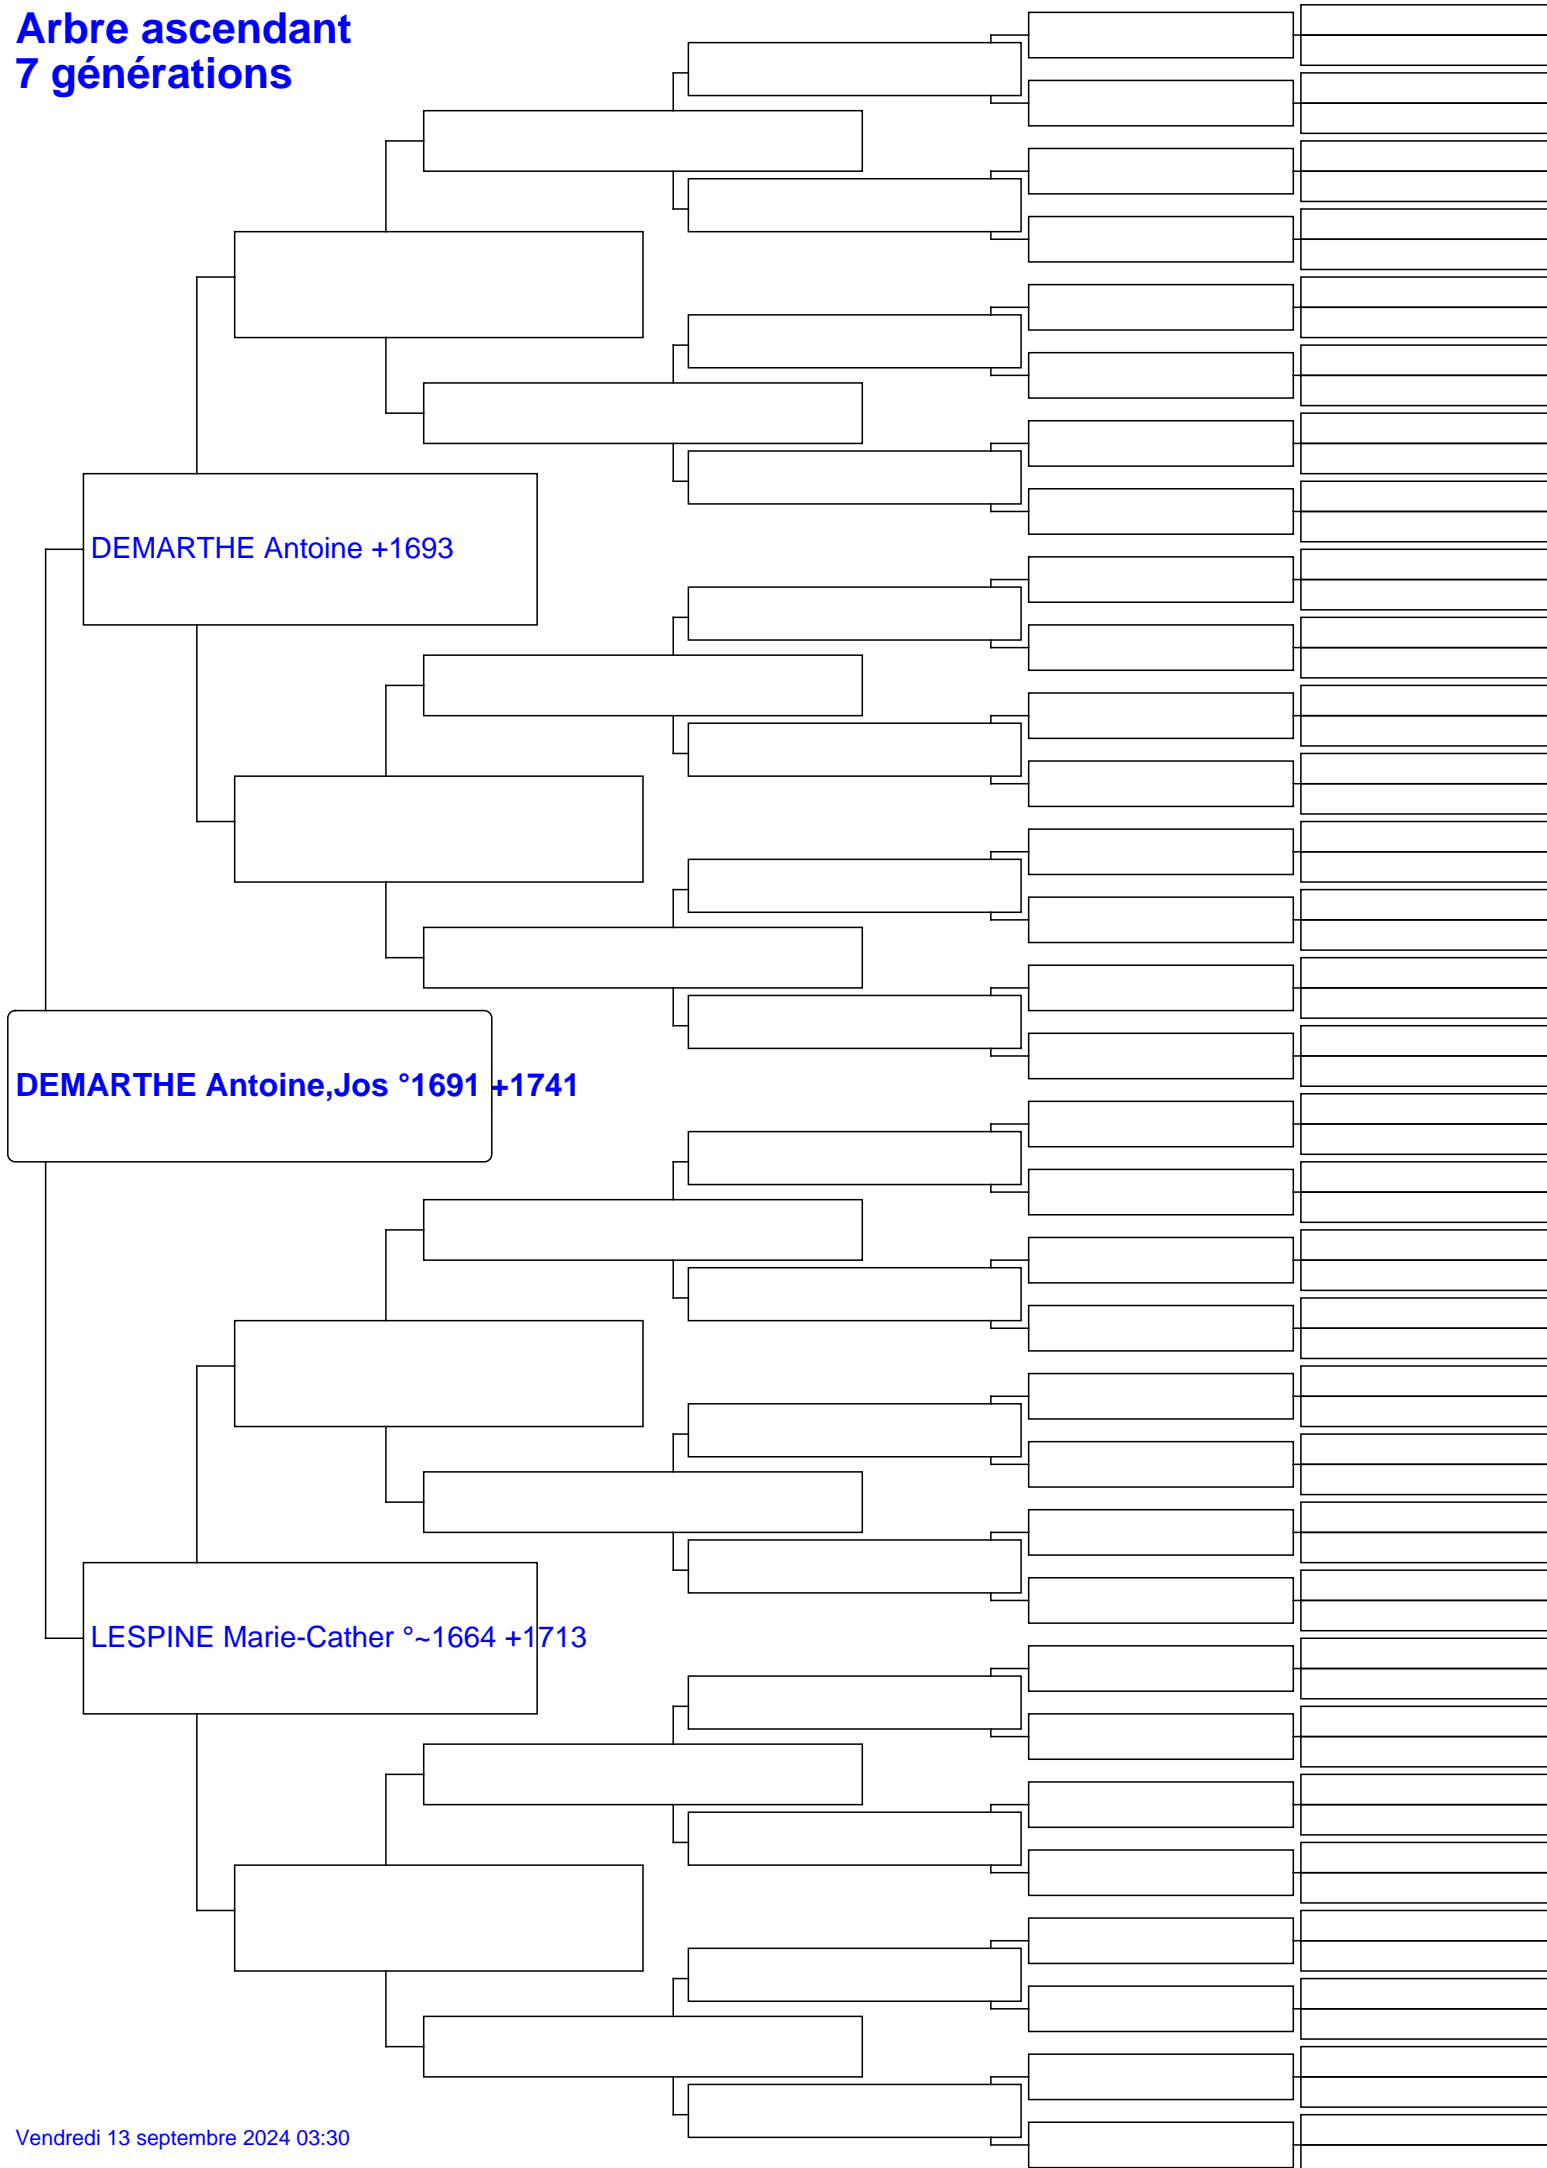 Arbre ascendant
7 générations
DEMARTHE Antoine +1693
DEMARTHE Antoine,Jos °1691 +1741
LESPINE Marie-Cather °~1664 +1713
Vendredi 13 septembre 2024 03:30